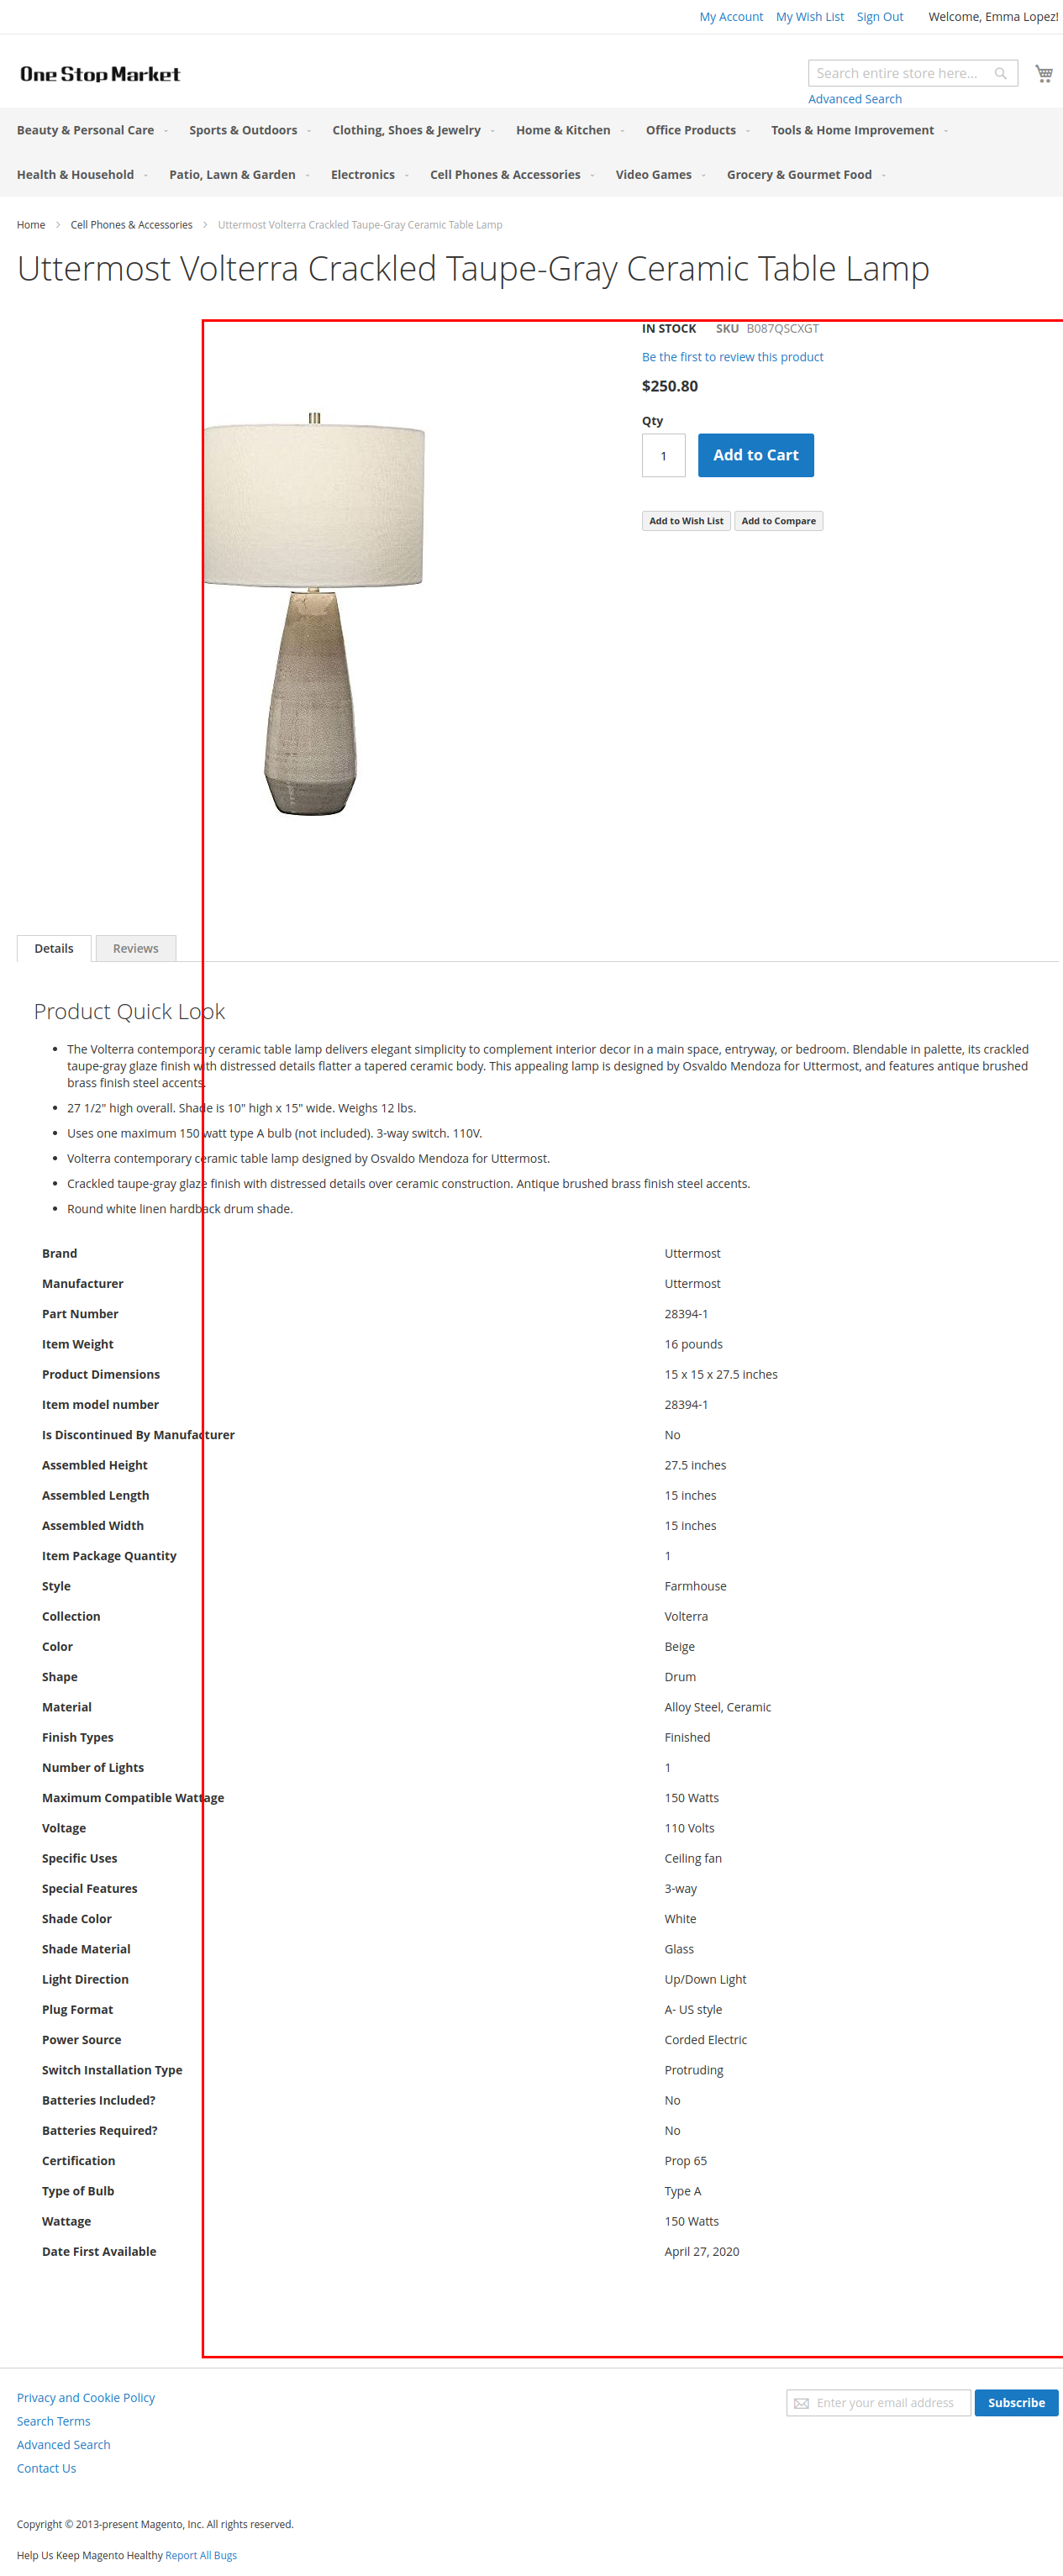 My Account My Wish List Sign Out Welcome, Emma Lopez!
One Stop Market
Search entire store here...
Advanced Search
Beauty & Personal Care Sports & Outdoors Clothing, Shoes & Jewelry Home & Kitchen Office Products Tools & Home Improvement
Health & Household Patio, Lawn & Garden Electronics Cell Phones & Accessories Video Games Grocery & Gourmet Food
Home Cell Phones & Accessories Uttermost Volterra Crackled Taupe-Gray Ceramic Table Lamp
Uttermost Volterra Crackled Taupe-Gray Ceramic Table Lamp
IN STOCK SKU B087QSCXGT
Be the first to review this product
$250.80
Qty
1 Add to Cart
Add to Wish List Add to Compare
Details Reviews
Product Quick Look
• The Volterra contemporary ceramic table lamp delivers elegant simplicity to complement interior decor in a main space, entryway, or bedroom. Blendable in palette, its crackled
taupe-gray glaze finish with distressed details flatter a tapered ceramic body. This appealing lamp is designed by Osvaldo Mendoza for Uttermost, and features antique brushed
brass finish steel accents.
• 27 1/2" high overall. Shade is 10" high x 15" wide. Weighs 12 lbs.
• Uses one maximum 150 watt type A bulb (not included). 3-way switch. 110V.
• Volterra contemporary ceramic table lamp designed by Osvaldo Mendoza for Uttermost.
• Crackled taupe-gray glaze finish with distressed details over ceramic construction. Antique brushed brass finish steel accents.
• Round white linen hardback drum shade.
Brand Uttermost
Manufacturer Uttermost
Part Number 28394-1
Item Weight 16 pounds
Product Dimensions 15 x 15 x 27.5 inches
Item model number 28394-1
Is Discontinued By Manufacturer No
Assembled Height 27.5 inches
Assembled Length 15 inches
Assembled Width 15 inches
Item Package Quantity 1
Style Farmhouse
Collection Volterra
Color Beige
Shape Drum
Material Alloy Steel, Ceramic
Finish Types Finished
Number of Lights 1
Maximum Compatible Wattage 150 Watts
Voltage 110 Volts
Specific Uses Ceiling fan
Special Features 3-way
Shade Color White
Shade Material Glass
Light Direction Up/Down Light
Plug Format A- US style
Power Source Corded Electric
Switch Installation Type Protruding
Batteries Included? No
Batteries Required? No
Certification Prop 65
Type of Bulb Type A
Wattage 150 Watts
Date First Available April 27, 2020
Privacy and Cookie Policy
Search Terms
Advanced Search
Contact Us
Enter your email address Subscribe
Copyright © 2013-present Magento, Inc. All rights reserved.
Help Us Keep Magento Healthy Report All Bugs